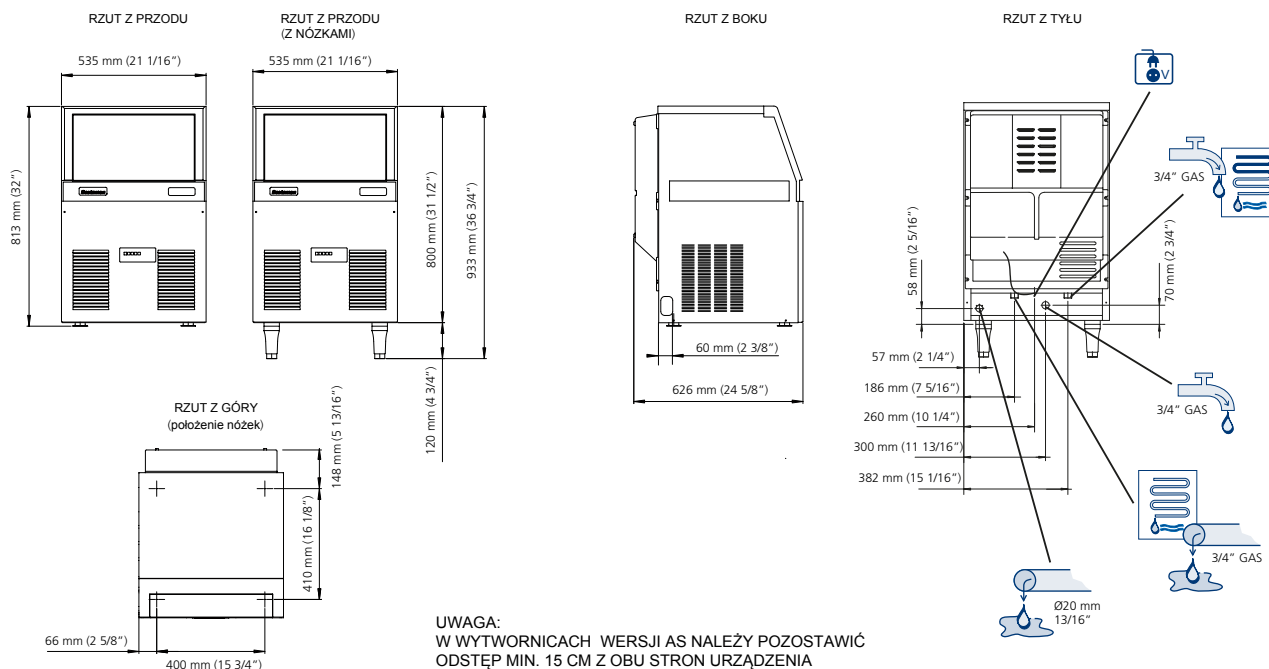 RZUT Z PRZODU
RZUT Z PRZODU
(Z NÓZKAMI)
RZUT Z BOKU
RZUT Z TYŁU
535 mm (21 1/16”)
535 mm (21 1/16”)
813 mm (32”)
800 mm (31 1/2”)
933 mm (36 3/4”)
120 mm (4 3/4”)
60 mm (2 3/8”)
626 mm (24 5/8”)
V
3/4” GAS
58 mm (2 5/16”)
70 mm (2 3/4”)
57 mm (2 1/4”)
186 mm (7 5/16”)
260 mm (10 1/4”)
300 mm (11 13/16”)
382 mm (15 1/16”)
3/4” GAS
3/4” GAS
Ø20 mm
13/16”
RZUT Z GÓRY
(położenie nóżek)
148 mm (5 13/16”)
410 mm (16 1/8”)
66 mm (2 5/8”)
400 mm (15 3/4”)
UWAGA:
W WYTWORNICACH WERSJI AS NALEŻY POZOSTAWIĆ
ODSTĘP MIN. 15 CM Z OBU STRON URZĄDZENIA